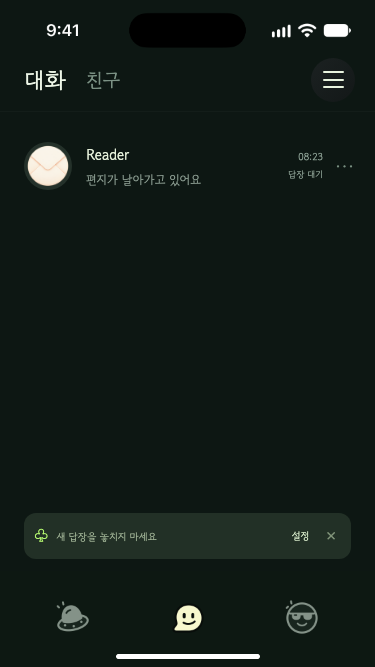 9:41
대화 친구
Reader 08:23
편지가 날아가고 있어요 답장 대기
새 답장을 놓치지 마세요 설정